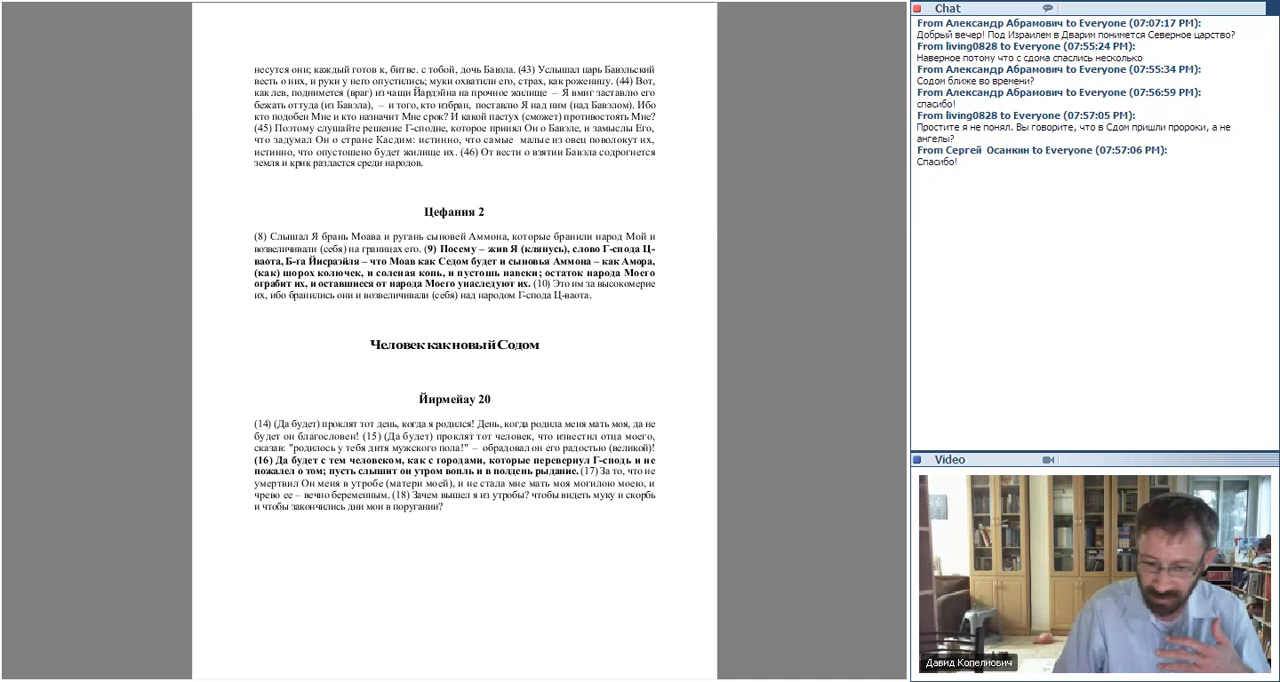 несутся они; каждый готов к, битве. с тобой, дочь Бавэла. (43) Услышал царь Бавэльский
весть о них, и руки у него опустились; муки охватили его, страх, как роженицу. (44) Вот,
как лев, поднимется (враг) из чащи Йардэйна на прочное жилище – Я вмиг заставлю его
бежать оттуда (из Бавэла), – и того, кто избран, поставлю Я над ним (над Бавэлом). Ибо
кто подобен Мне и кто назначит Мне срок? И какой пастух (сможет) противостоять Мне?
(45) Поэтому слушайте решение Г-сподне, которое принял Он о Бавэле, и замыслы Его,
что задумал Он о стране Касдим: истинно, что самые малые из овец поволокут их,
истинно, что опустошено будет жилище их. (46) От вести о взятии Бавэла содрогнется
земля и крик раздастся среди народов.
Цефания 2
(8) Слышал Я брань Моава и ругань сыновей Аммона, которые бранили народ Мой и
возвеличивали (себя) на границах его. (9) Посему – жив Я (клянусь), слово Г-спода Ц-
ваота, Б-га Йисраэйля – что Моав как Седом будет и сыновья Аммона – как Амора,
(как) шорох колючек, и соленая копь, и пустошь навеки; остаток народа Моего
ограбит их, и оставшиеся от народа Моего унаследуют их. (10) Это им за высокомерие
их, ибо бранились они и возвеличивали (себя) над народом Г-спода Ц-ваота.
Человек как новый Содом
Йирмейау 20
(14) (Да будет) проклят тот день, когда я родился! День, когда родила меня мать моя, да не
будет он благословен! (15) (Да будет) проклят тот человек, что известил отца моего,
сказав: "родилось у тебя дитя мужского пола!" – обрадовал он его радостью (великой)!
(16) Да будет с тем человеком, как с городами, которые перевернул Г-сподь и не
пожалел о том; пусть слышит он утром вопль и в полдень рыдание. (17) За то, что не
умертвил Он меня в утробе (матери моей), и не стала мне мать моя могилою моею, и
чрево ее – вечно беременным. (18) Зачем вышел я из утробы? чтобы видеть муку и скорбь
и чтобы закончились дни мои в поругании?
Chat
From Александр Абрамович to Everyone (07:07:17 PM):
Добрый вечер! Под Израилем в Дварим понимется Северное царство?
From living0828 to Everyone (07:55:24 PM):
Наверное потому что с сдома спаслись несколько
From Александр Абрамович to Everyone (07:55:34 PM):
Содом ближе во времени?
From Александр Абрамович to Everyone (07:56:59 PM):
спасибо!
From living0828 to Everyone (07:57:05 PM):
Простите я не понял. Вы говорите, что в Сдом пришли пророки, а не
ангелы?
From Сергей Осанкин to Everyone (07:57:06 PM):
Спасибо!
Video
Давид Копелиович